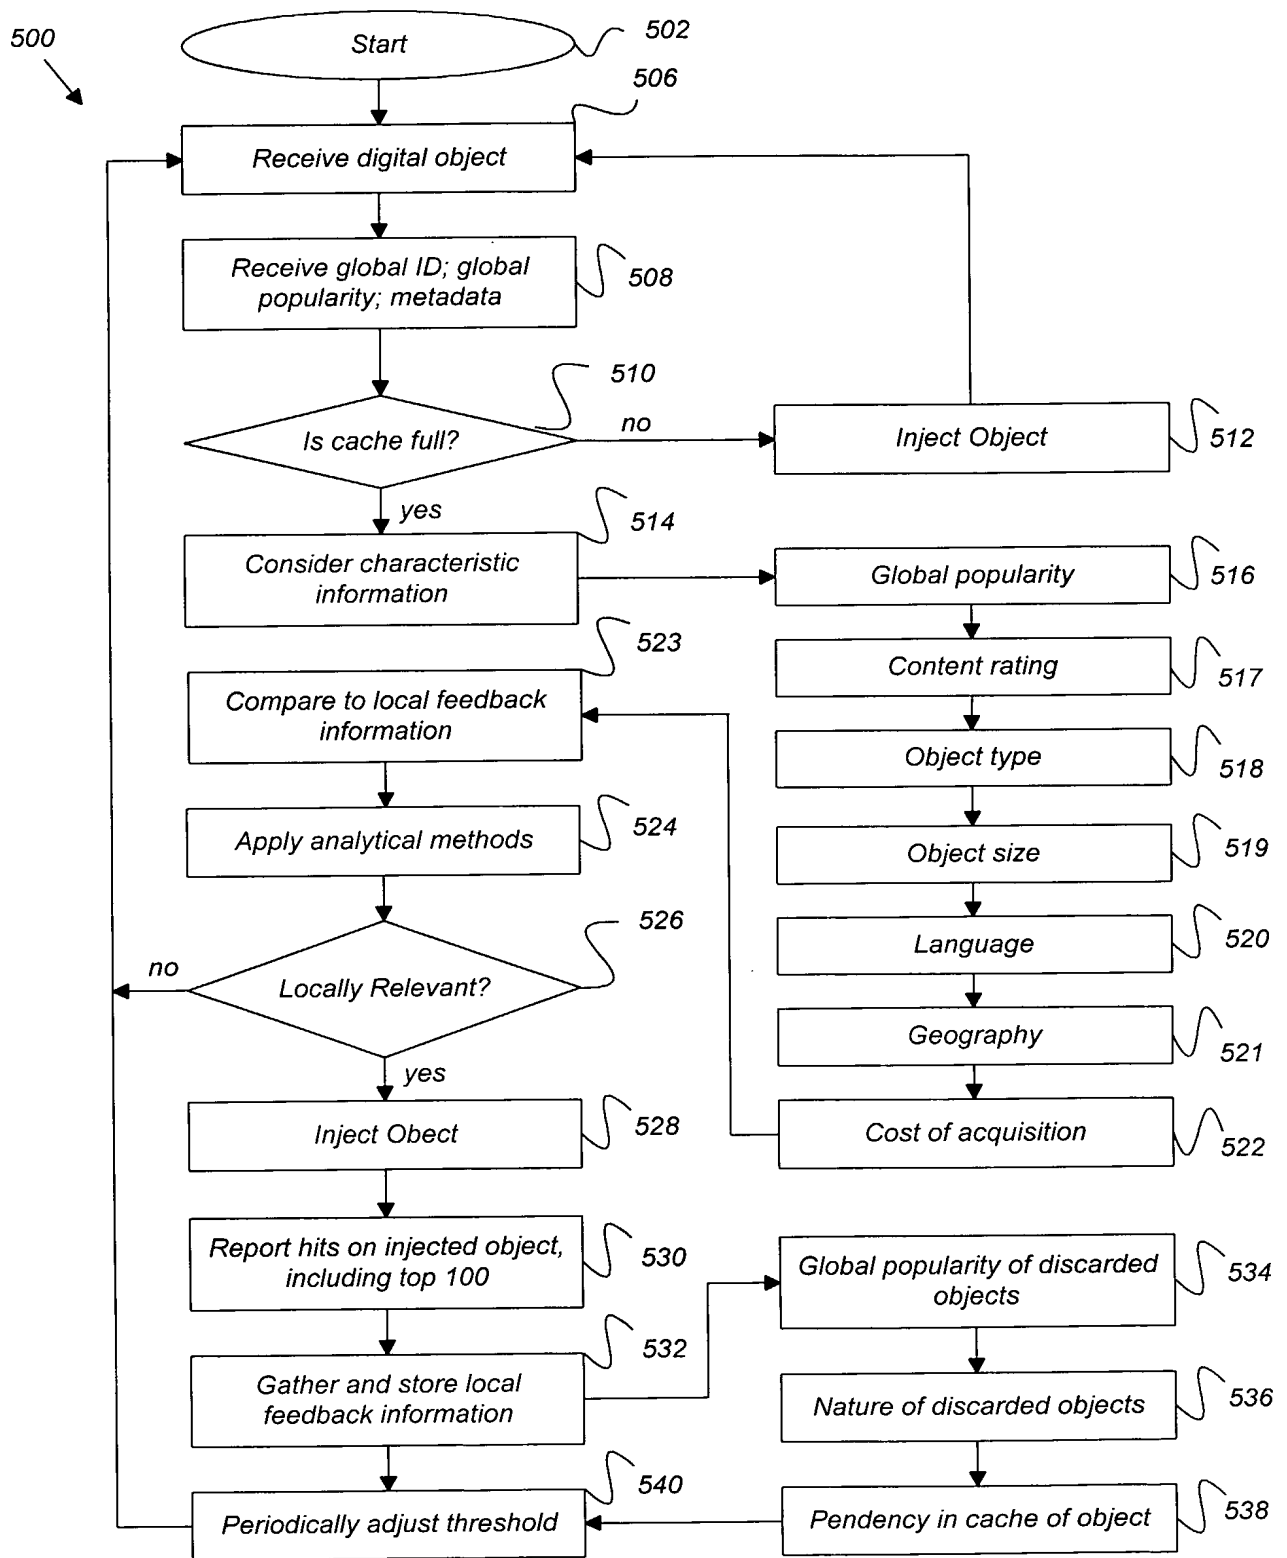 500
Start
502
506
Receive digital object
Receive global ID; global
popularity; metadata
508
510
Is cache full?
no
Inject Object
512
yes
514
Consider characteristic
information
Global popularity
516
523
Content rating
517
Compare to local feedback
information
Object type
518
Apply analytical methods
524
Object size
519
526
Language
520
no
Locally Relevant?
Geography
521
yes
Inject Obect
528
Cost of acquisition
522
Report hits on injected object,
including top 100
530
Global popularity of discarded
objects
534
532
Gather and store local
feedback information
Nature of discarded objects
536
540
Periodically adjust threshold
Pendency in cache of object
538